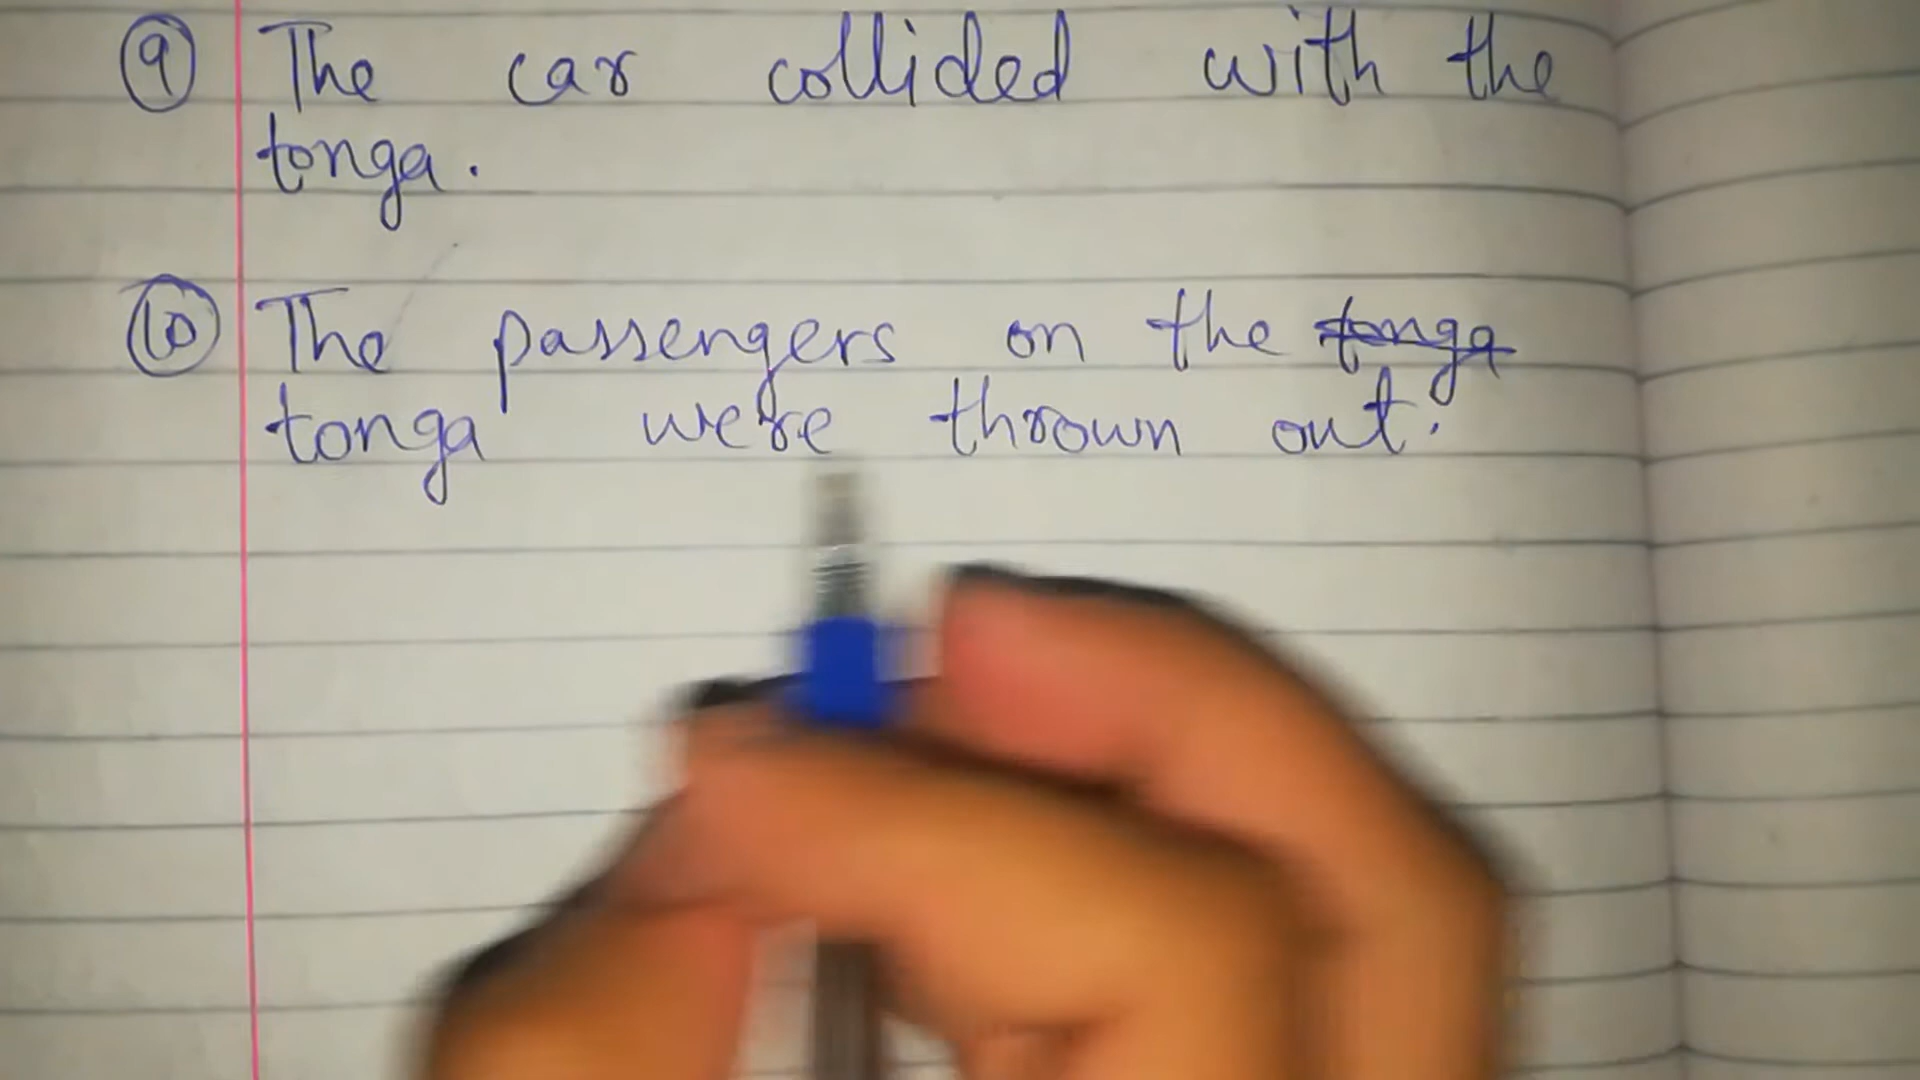 9 The car collided with the
tonga.
10 The passengers on the tonga
tonga were thrown out.